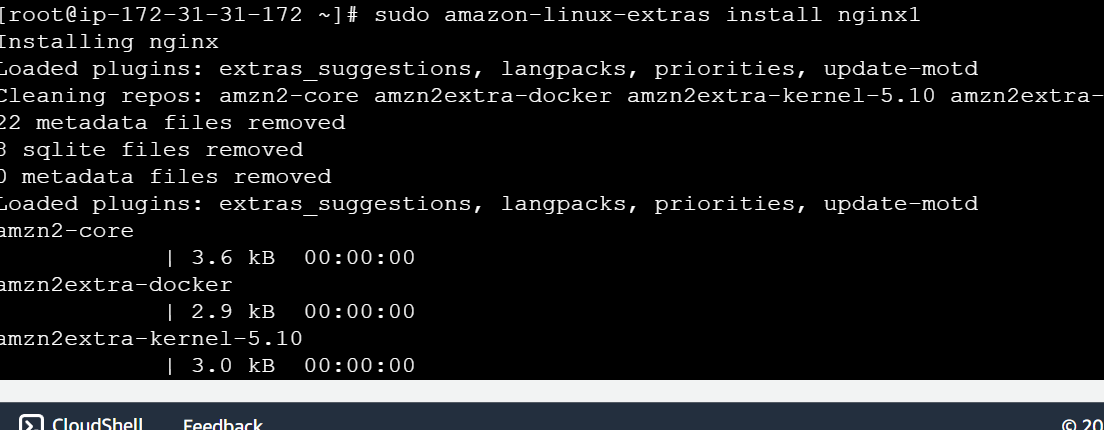 [root@ip-172-31-31-172 ~]# sudo amazon-linux-extras install nginx1
Installing nginx
Loaded plugins: extras_suggestions, langpacks, priorities, update-motd
Cleaning repos: amzn2-core amzn2extra-docker amzn2extra-kernel-5.10 amzn2extra-
22 metadata files removed
8 sqlite files removed
0 metadata files removed
Loaded plugins: extras_suggestions, langpacks, priorities, update-motd
amzn2-core
| 3.6 kB 00:00:00
amzn2extra-docker
| 2.9 kB 00:00:00
amzn2extra-kernel-5.10
| 3.0 kB 00:00:00
CloudShell Feedback © 20